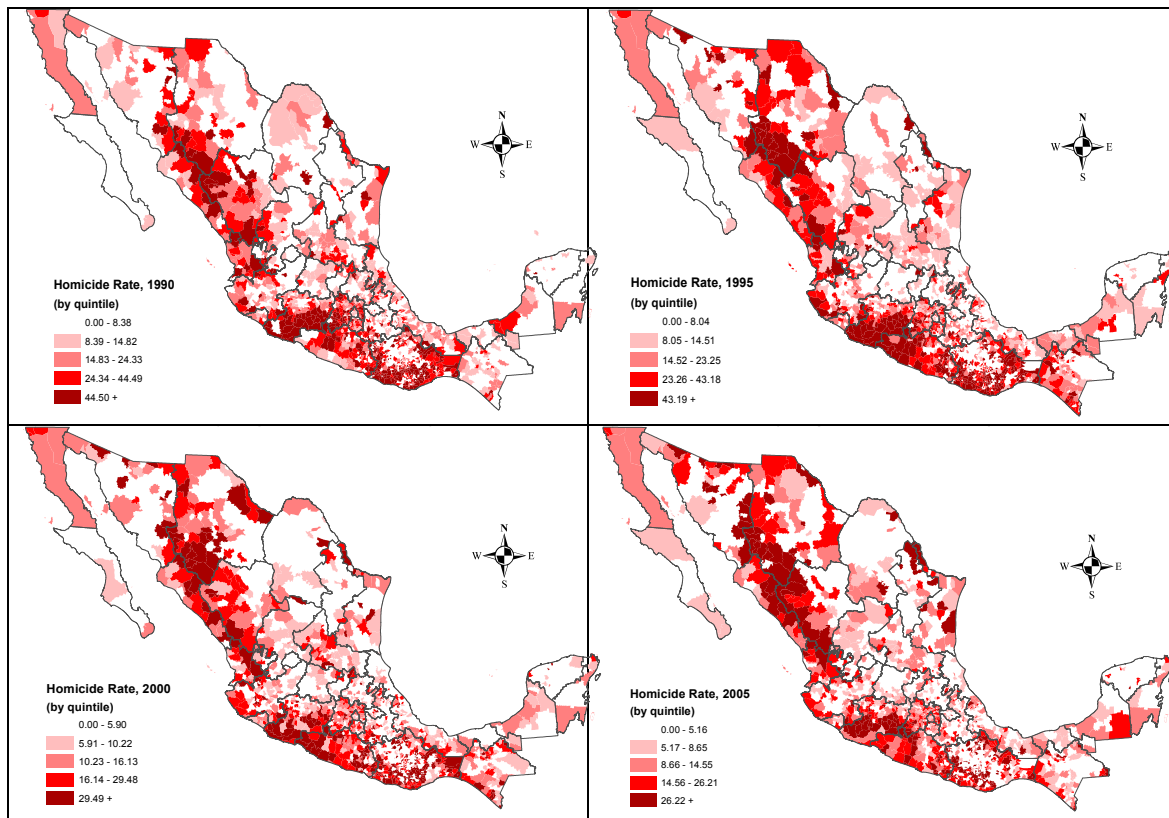 N
W E
S
Homicide Rate, 1990
(by quintile)
0.00 - 8.38
8.39 - 14.82
14.83 - 24.33
24.34 - 44.49
44.50 +
N
W E
S
Homicide Rate, 1995
(by quintile)
0.00 - 8.04
8.05 - 14.51
14.52 - 23.25
23.26 - 43.18
43.19 +
N
W E
S
Homicide Rate, 2000
(by quintile)
0.00 - 5.90
5.91 - 10.22
10.23 - 16.13
16.14 - 29.48
29.49 +
N
W E
S
Homicide Rate, 2005
(by quintile)
0.00 - 5.16
5.17 - 8.65
8.66 - 14.55
14.56 - 26.21
26.22 +